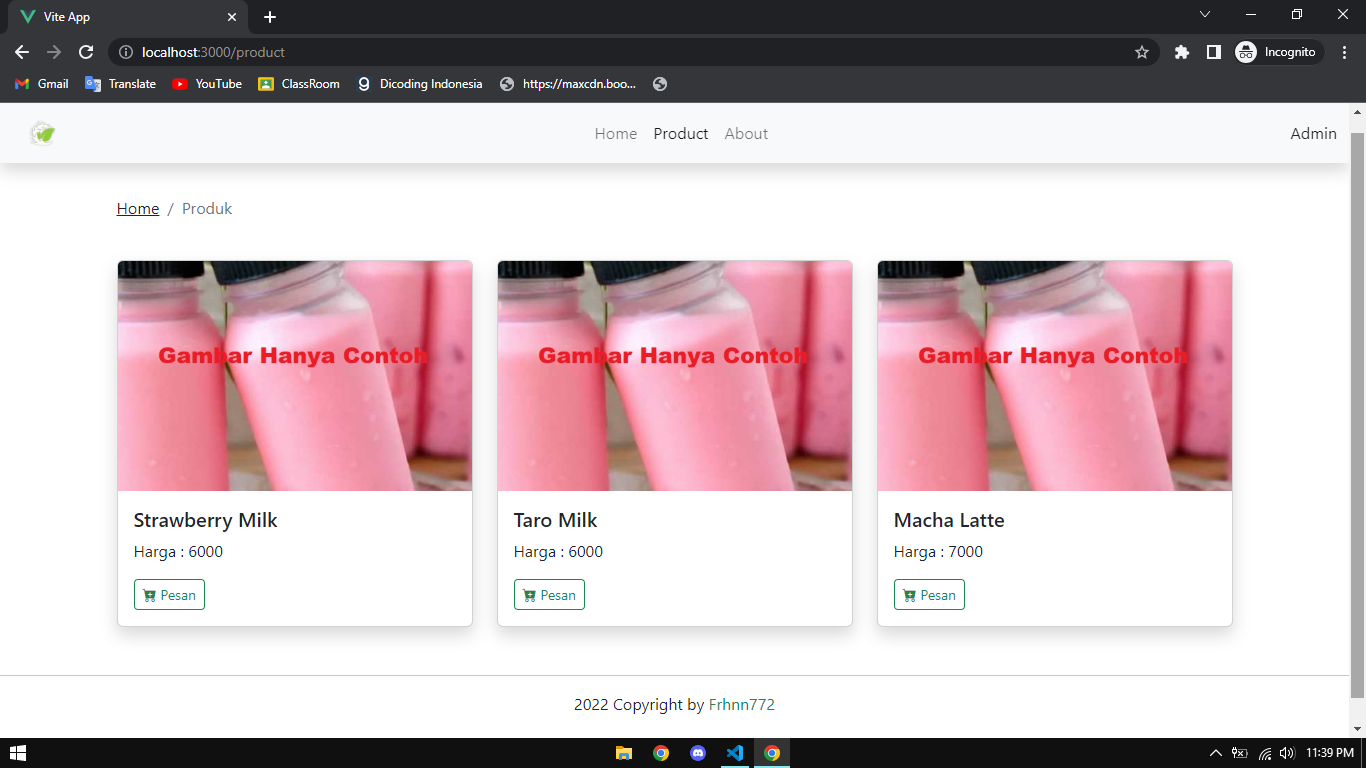 Vite App
localhost:3000/product
Incognito
Gmail Translate YouTube ClassRoom Dicoding Indonesia https://maxcdn.boo...
Home Product About Admin
Home / Produk
Gambar Hanya Contoh Gambar Hanya Contoh Gambar Hanya Contoh
Strawberry Milk Taro Milk Macha Latte
Harga : 6000 Harga : 6000 Harga : 7000
Pesan Pesan Pesan
2022 Copyright by Frhnn772
11:39 PM